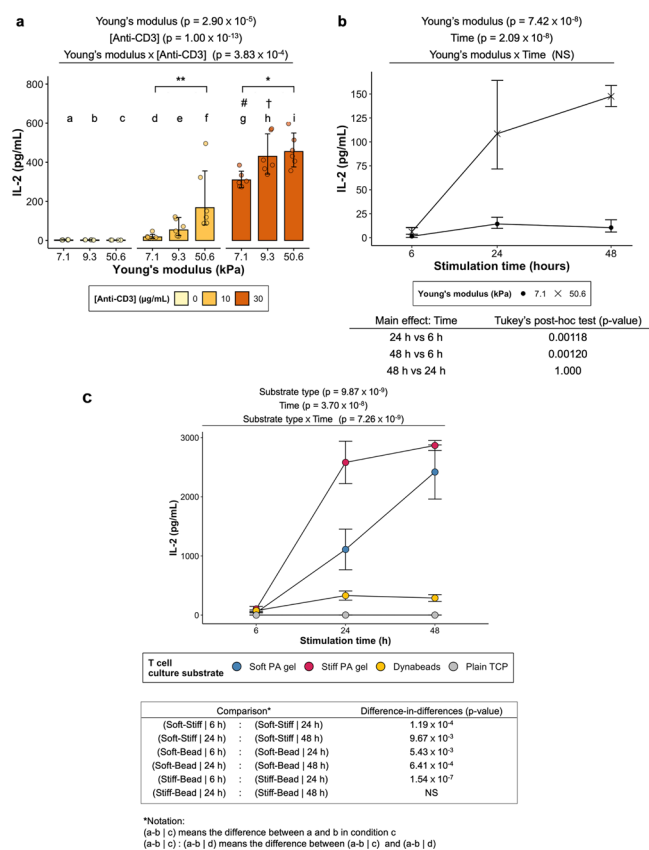 a
Young's modulus (p = 2.90 x 10-5)
[Anti-CD3] (p = 1.00 x 10-13)
Young's modulus x [Anti-CD3] (p = 3.83 x 10-4)
800
600
400
200
0
IL-2 (pg/mL)
** *
# †
a b c d e f g h i
7.1 9.3 50.6 7.1 9.3 50.6 7.1 9.3 50.6
Young's modulus (kPa)
[Anti-CD3] (µg/mL) 0 10 30
b
Young's modulus (p = 7.42 x 10-8)
Time (p = 2.09 x 10-8)
Young's modulus x Time (NS)
150
125
100
75
50
25
0
IL-2 (pg/mL)
6 24 48
Stimulation time (hours)
Young's modulus (kPa) 7.1 50.6
Main effect: Time Tukey's post-hoc test (p-value)
24 h vs 6 h 0.00118
48 h vs 6 h 0.00120
48 h vs 24 h 1.000
c
Substrate type (p = 9.87 x 10-9)
Time (p = 3.70 x 10-8)
Substrate type x Time (p = 7.26 x 10-9)
3000
2000
1000
0
IL-2 (pg/mL)
6 24 48
Stimulation time (h)
T cell
culture substrate Soft PA gel Stiff PA gel Dynabeads Plain TCP
Comparison* Difference-in-differences (p-value)
(Soft-Stiff | 6 h) : (Soft-Stiff | 24 h) 1.19 x 10-4
(Soft-Stiff | 24 h) : (Soft-Stiff | 48 h) 9.67 x 10-3
(Soft-Bead | 6 h) : (Soft-Bead | 24 h) 5.43 x 10-3
(Soft-Bead | 24 h) : (Soft-Bead | 48 h) 6.41 x 10-4
(Stiff-Bead | 6 h) : (Stiff-Bead | 24 h) 1.54 x 10-7
(Stiff-Bead | 24 h) : (Stiff-Bead | 48 h) NS
*Notation:
(a-b | c) means the difference between a and b in condition c
(a-b | c) : (a-b | d) means the difference between (a-b | c) and (a-b | d)